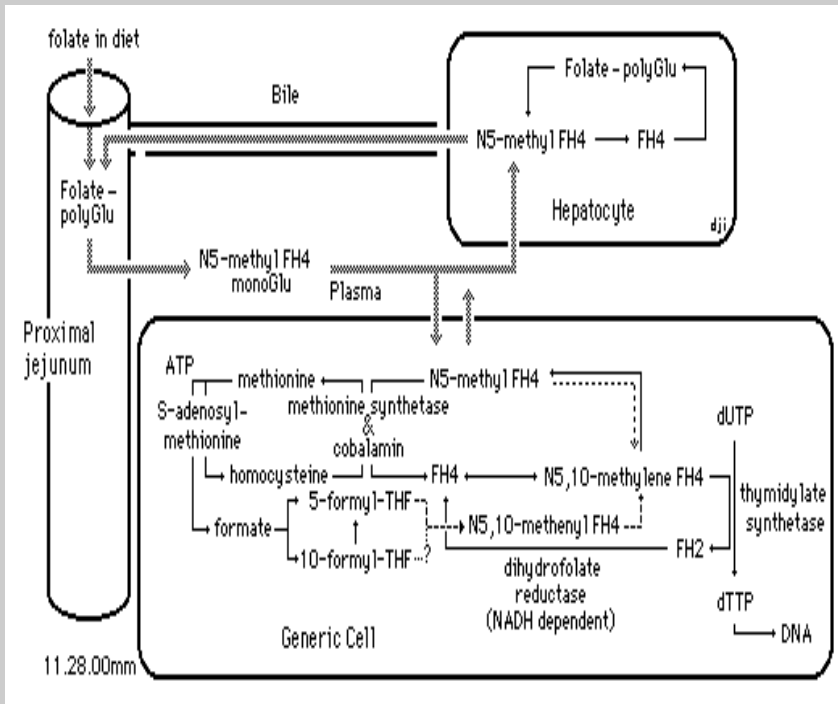 folate in diet
Bile
Folate - polyGlu
N5-methyl FH4
FH4
Hepatocyte
dji
Folate -
polyGlu
N5-methyl FH4
monoGlu
Plasma
Proximal
jejunum
ATP
methionine
N5-methyl FH4
methionine synthetase
&
cobalamin
S-adenosyl-
methionine
homocysteine
FH4
N5,10-methylene FH4
dUTP
thymidylate
synthetase
5-formyl-THF
formate
N5,10-methenyl FH4
10-formyl-THF
?
FH2
dihydrofolate
reductase
(NADH dependent)
dTTP
DNA
Generic Cell
11.28.00mm